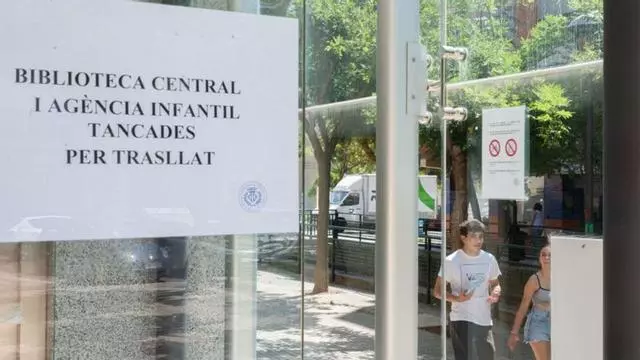 BIBLIOTECA CENTRAL
I AGÈNCIA INFANTIL
TANCADES
PER TRASLLAT